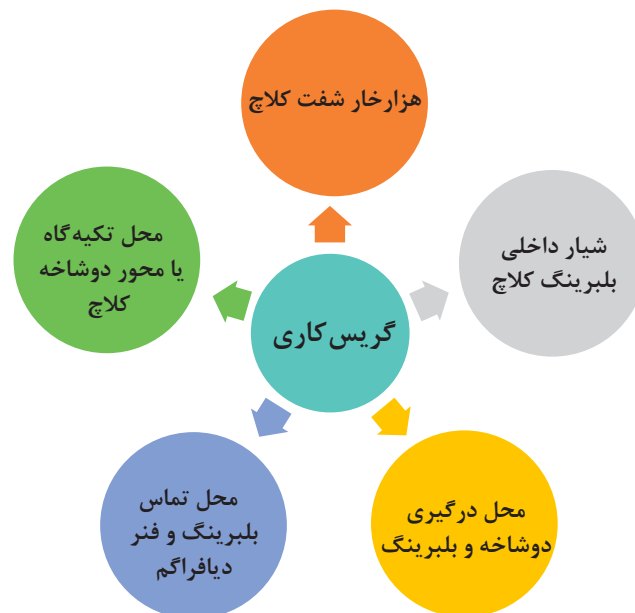 هزارخار شفت کلاچ
شیار داخلی
بلبرینگ کلاچ
محل درگیری
دوشاخه و بلبرینگ
محل تماس
بلبرینگ و فنر
دیافراگم
محل تکیه‌گاه
یا محور دوشاخه
کلاچ
گریس‌کاری